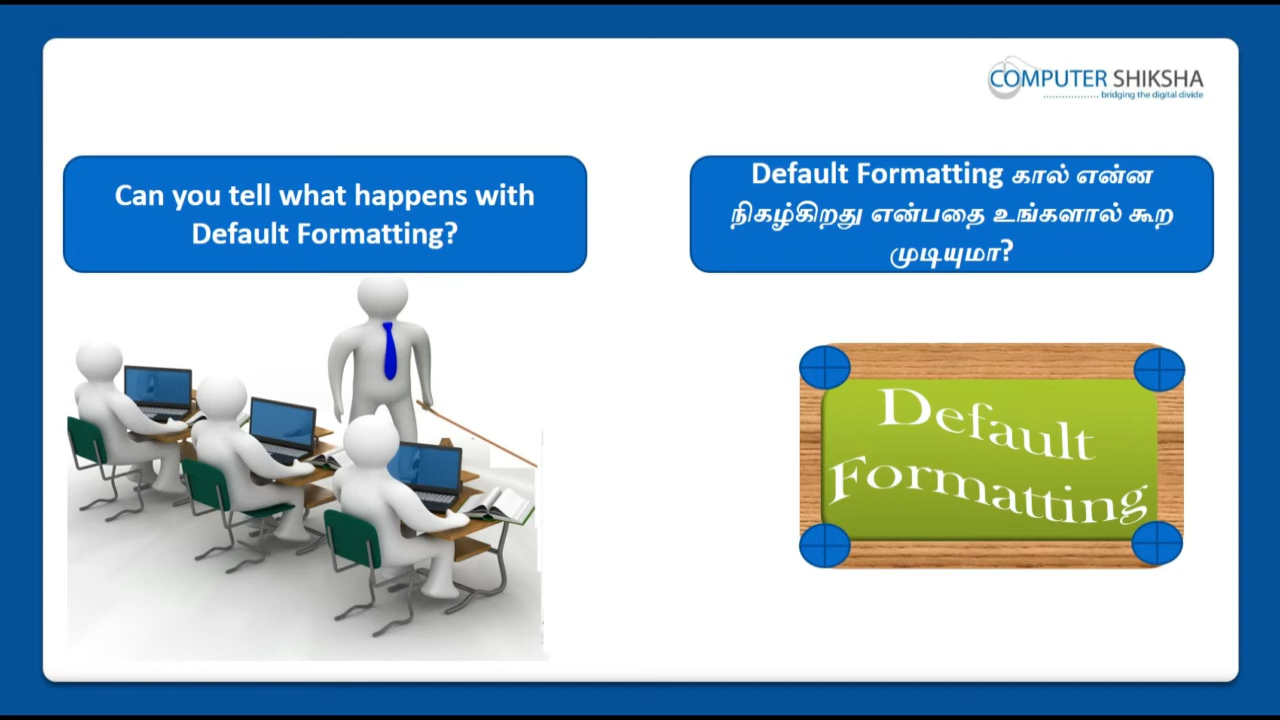 COMPUTER SHIKSHA
bridging the digital divide
Can you tell what happens with
Default Formatting?
Default Formatting கால் என்ன
நிகழ்கிறது என்பதை உங்களால் கூற
முடியுமா?
Default
Formatting